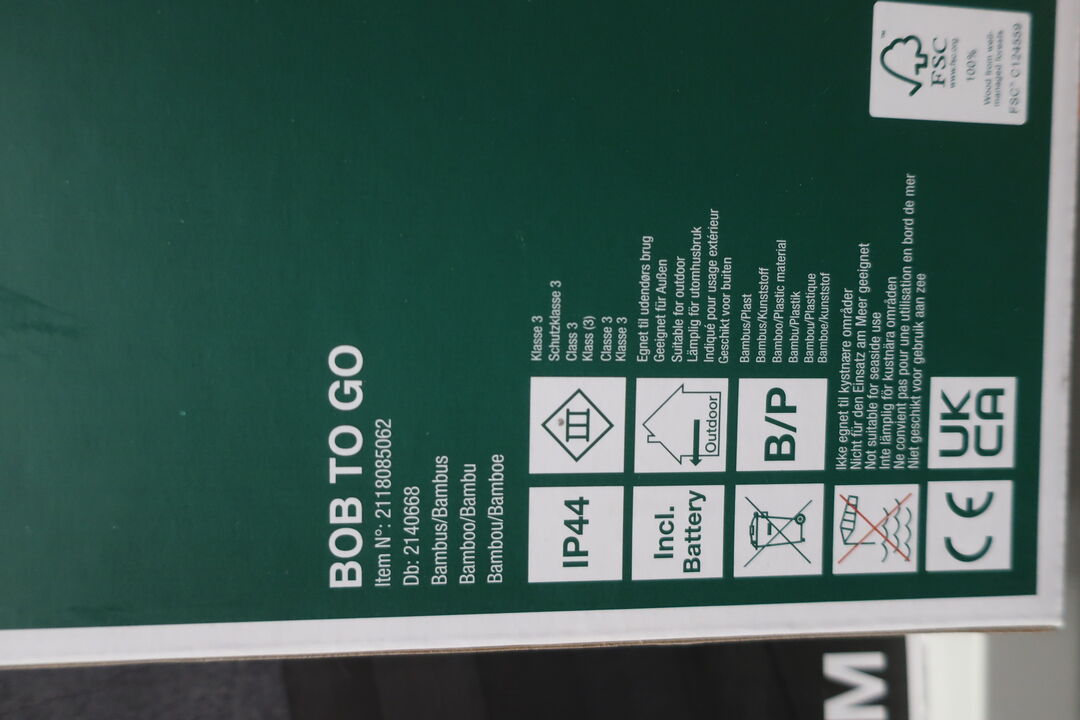 BOB TO GO
Item N°: 2118085062
Db: 2140668
Bambus/Bambus
Bamboo/Bambu
Bambou/Bamboe
IP44
III
Klasse 3
Schutzklasse 3
Class 3
Klass (3)
Classe 3
Klasse 3
Incl.
Battery
Outdoor
Egnet til udendørs brug
Geeignet für Außen
Suitable for outdoor
Lämplig för utomhusbruk
Indiqué pour usage extérieur
Geschikt voor buiten
B/P
Bambus/Plast
Bambus/Kunststoff
Bamboo/Plastic material
Bambu/Plastik
Bambou/Plastique
Bamboe/kunststof
Ikke egnet til kystnære områder
Nicht für den Einsatz am Meer geeignet
Not suitable for seaside use
Inte lämplig för kustnära områden
Ne convient pas pour une utilisation en bord de mer
Niet geschikt voor gebruik aan zee
CE
UK
CA
FSC
www.fsc.org
100%
Wood from well-
managed forests
FSC™ C124559
M